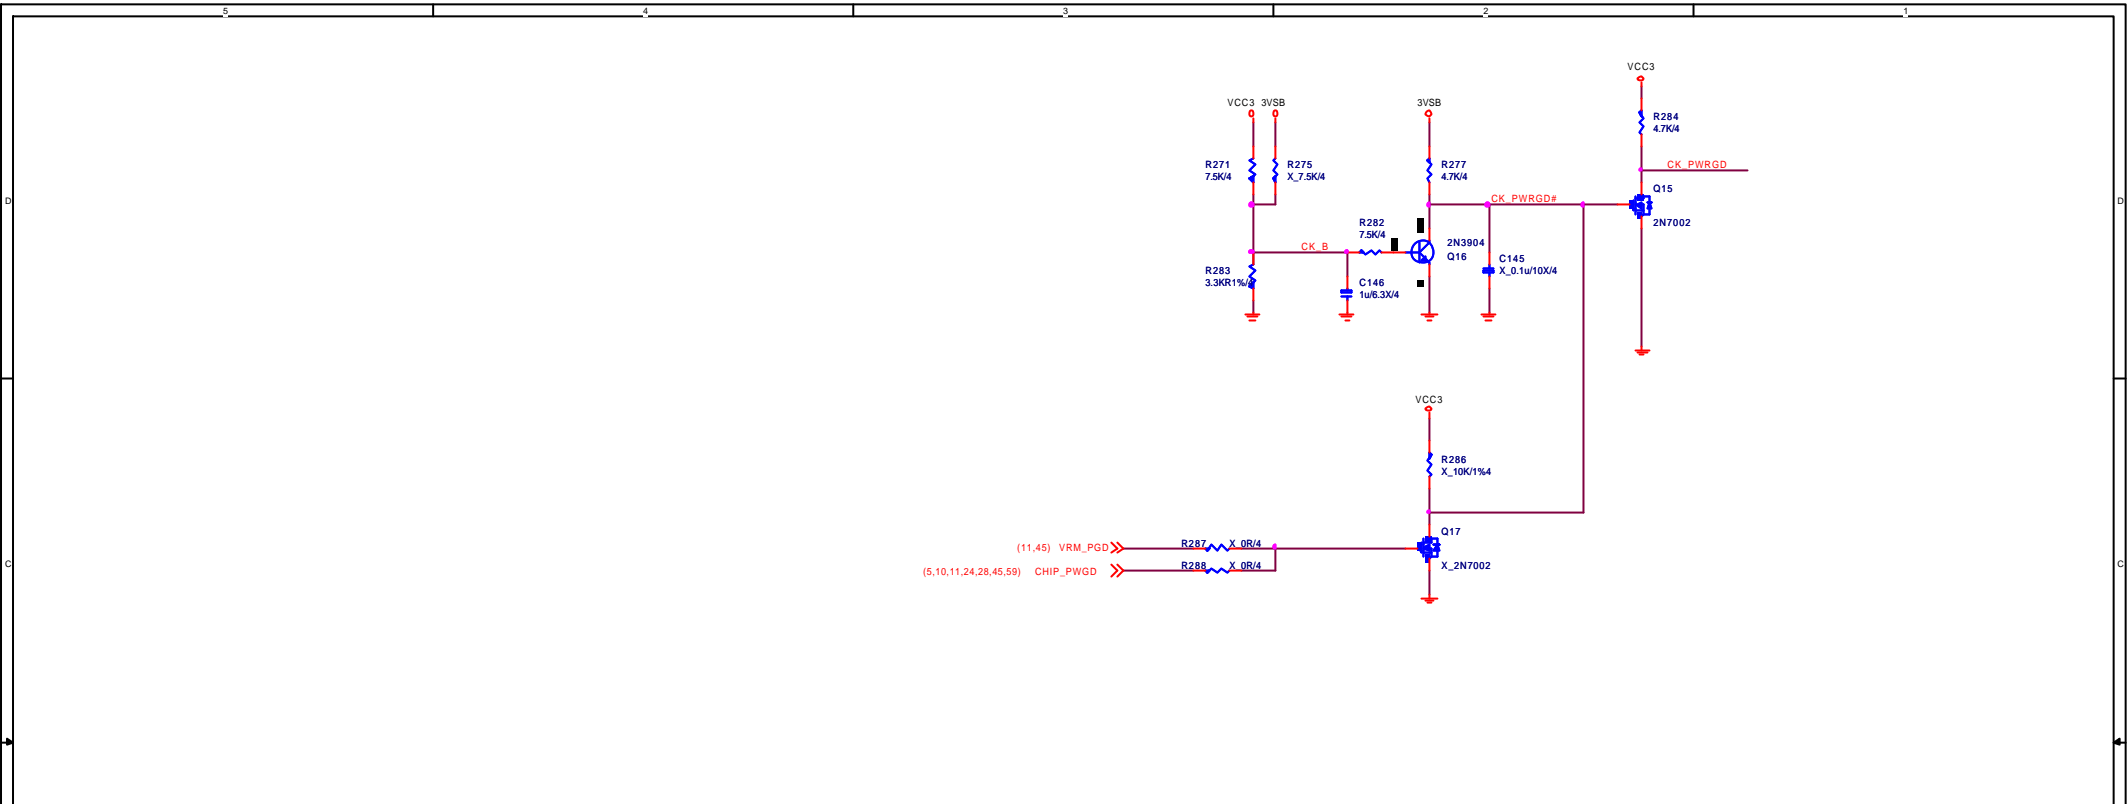 5 4 3 2 1
VCC3
VCC3 3VSB 3VSB
R284
4.7K/4
R271 R275 R277
7.5K/4 X_7.5K/4 4.7K/4
CK_PWRGD
Q15
D D
CK_PWRGD#
R282 2N7002
7.5K/4
CK_B 2N3904
Q16
C145
R283 X_0.1u/10X/4
3.3KR1%/4 C146
1u/6.3X/4
VCC3
R286
X_10K/1%4
Q17
(11,45) VRM_PGD R287 X_0R/4
C C
(5,10,11,24,28,45,59) CHIP_PWGD R288 X_0R/4 X_2N7002